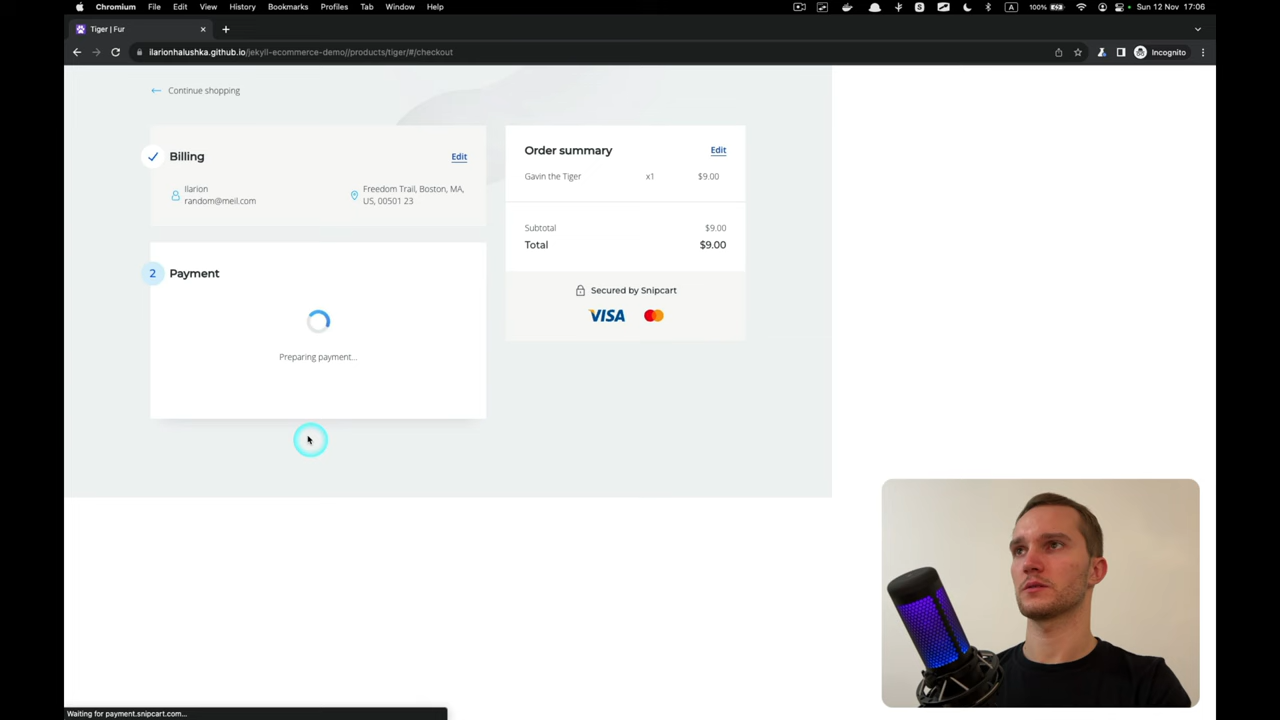 Chromium File Edit View History Bookmarks Profiles Tab Window Help
A 100% Sun 12 Nov 17:06
Tiger | Fur
ilarionhalushka.github.io/jekyll-ecommerce-demo//products/tiger/#/checkout
Incognito
Continue shopping
Billing
Edit
Ilarion
random@meil.com
Freedom Trail, Boston, MA,
US, 00501 23
2 Payment
Preparing payment...
Order summary
Edit
Gavin the Tiger x1 $9.00
Subtotal $9.00
Total $9.00
Secured by Snipcart
VISA
Waiting for payment.snipcart.com...